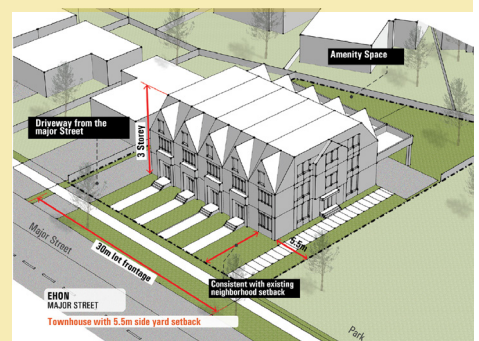 Amenity Space
Driveway from the
major Street
3 Storey
Major Street
30m lot frontage
5.5m
Consistent with existing
neighborhood setback
EHON
MAJOR STREET
Townhouse with 5.5m side yard setback
Park